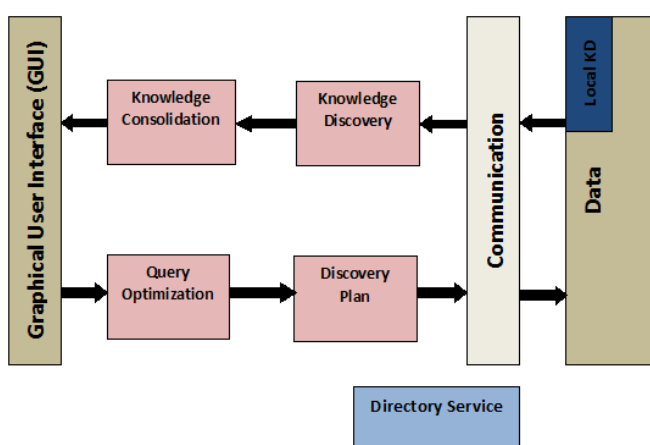 Graphical User Interface (GUI)
Knowledge
Consolidation
Knowledge
Discovery
Communication
Local KD
Data
Query
Optimization
Discovery
Plan
Directory Service